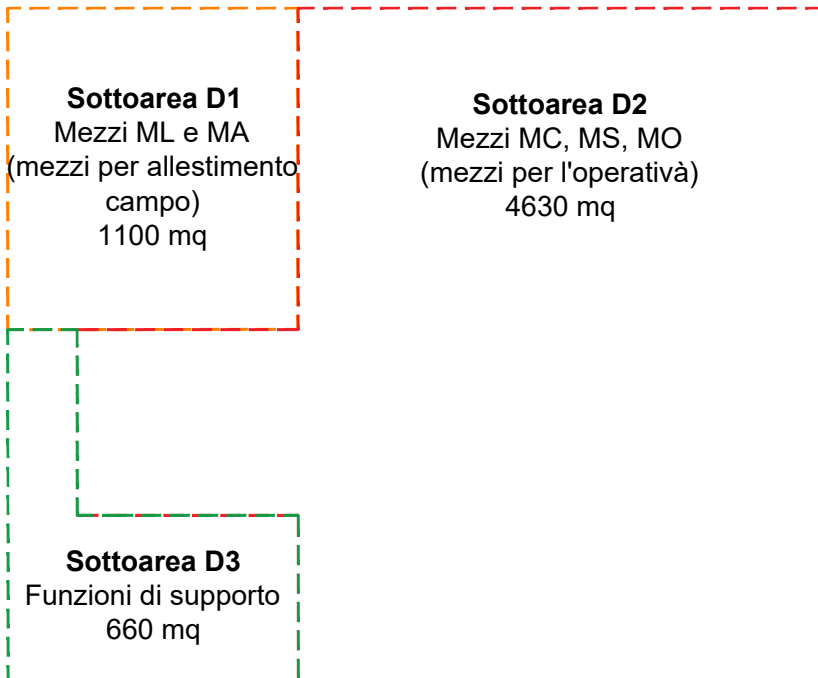 Sottoarea D1
Mezzi ML e MA
(mezzi per allestimento
campo)
1100 mq
Sottoarea D2
Mezzi MC, MS, MO
(mezzi per l'operativà)
4630 mq
Sottoarea D3
Funzioni di supporto
660 mq